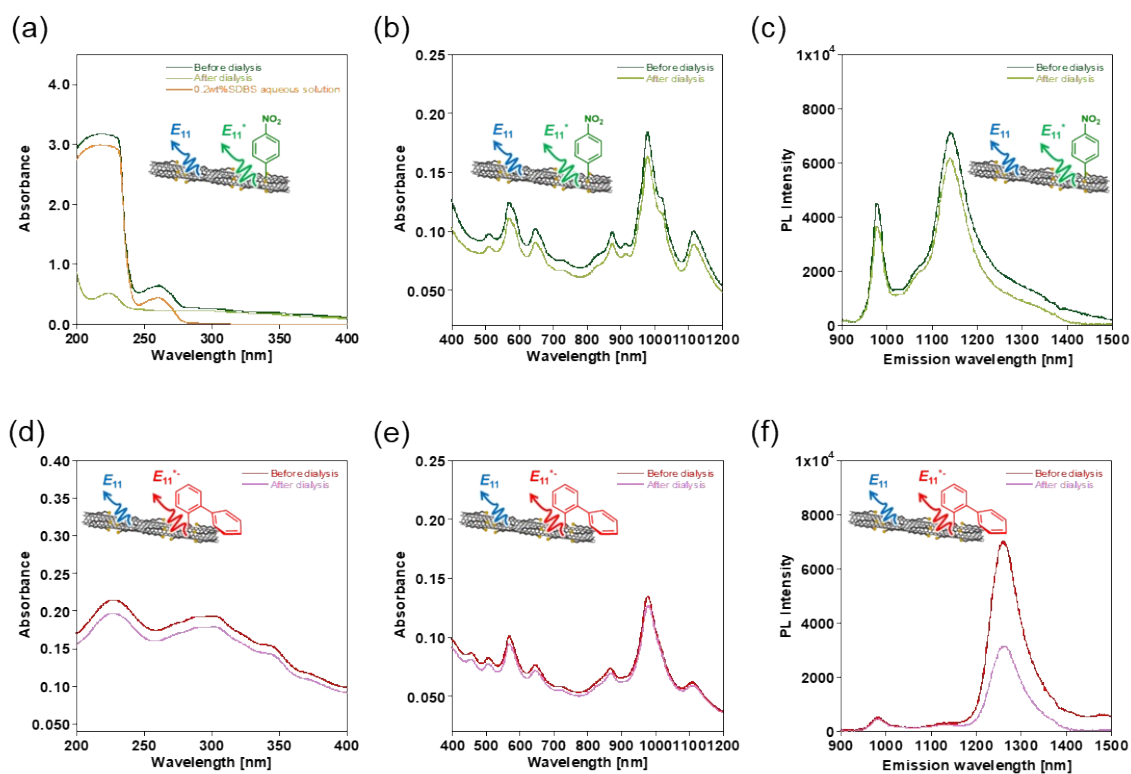 (a)
Before dialysis
After dialysis
0.2wt%SDBS aqueous solution
NO2
E11
E11*
4.0
3.0
2.0
1.0
0.0
Absorbance
200 250 300 350 400
Wavelength [nm]
(b)
Before dialysis
After dialysis
NO2
E11
E11*
0.25
0.20
0.15
0.10
0.050
Absorbance
400 500 600 700 800 900 1000 1100 1200
Wavelength [nm]
(c)
Before dialysis
After dialysis
NO2
E11
E11*
1x10^4
8000
6000
4000
2000
0
PL Intensity
900 1000 1100 1200 1300 1400 1500
Emission wavelength [nm]
(d)
Before dialysis
After dialysis
E11
E11*-
0.40
0.35
0.30
0.25
0.20
0.15
0.10
0.050
Absorbance
200 250 300 350 400
Wavelength [nm]
(e)
Before dialysis
After dialysis
E11
E11*-
0.25
0.20
0.15
0.10
0.050
Absorbance
400 500 600 700 800 900 1000 1100 1200
Wavelength [nm]
(f)
Before dialysis
After dialysis
E11
E11*-
1x10^4
8000
6000
4000
2000
0
PL Intensity
900 1000 1100 1200 1300 1400 1500
Emission wavelength [nm]